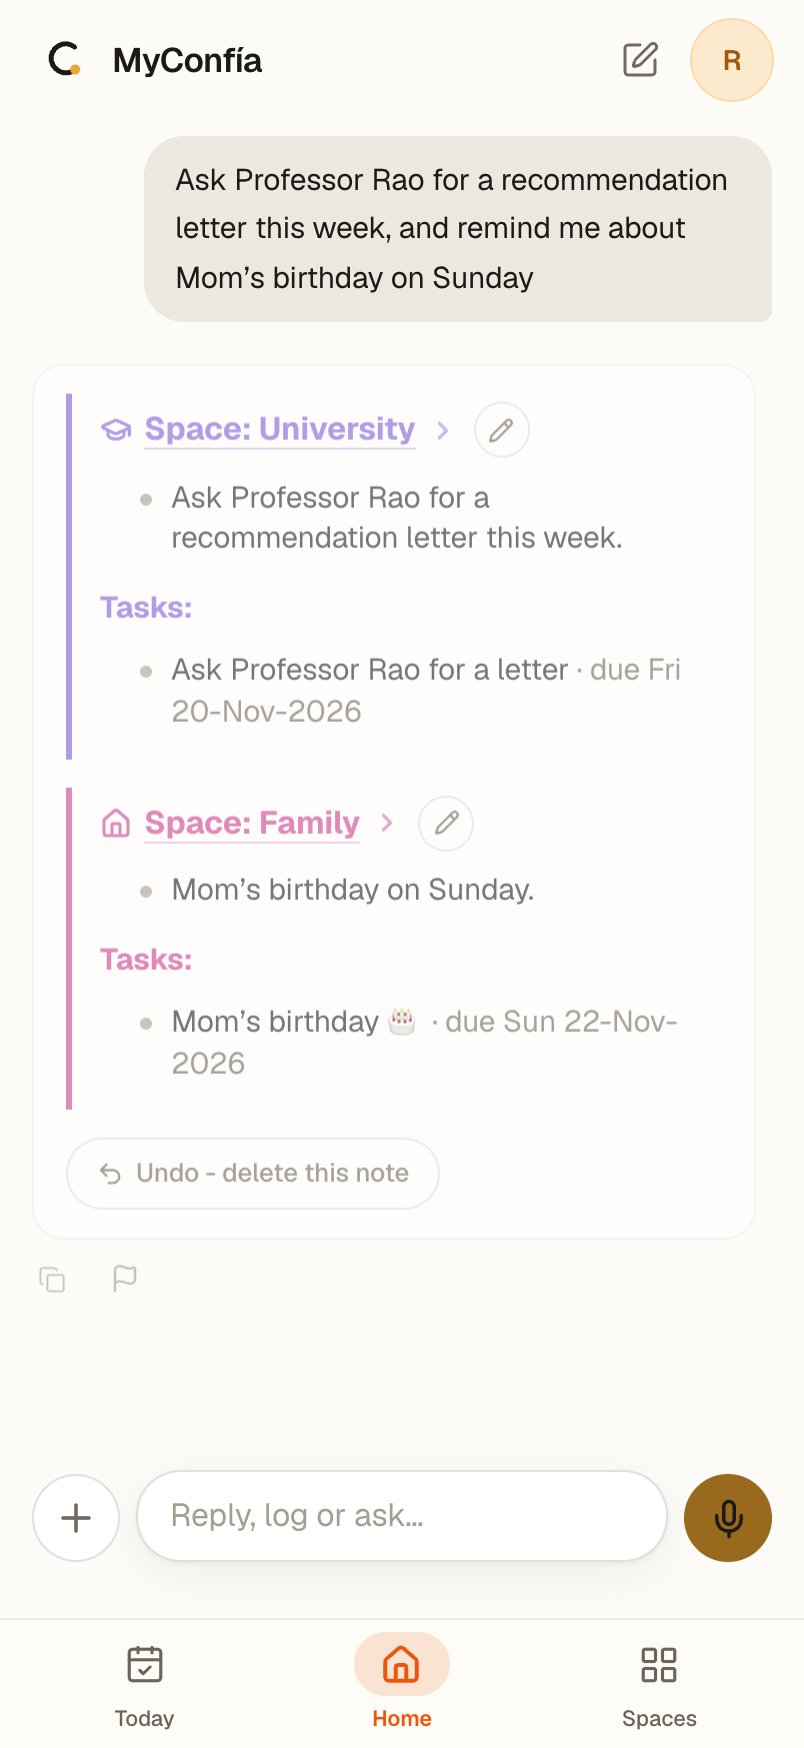 MyConfía
R
Ask Professor Rao for a recommendation
letter this week, and remind me about
Mom’s birthday on Sunday
Space: University
Ask Professor Rao for a
recommendation letter this week.
Tasks:
Ask Professor Rao for a letter · due Fri
20-Nov-2026
Space: Family
Mom’s birthday on Sunday.
Tasks:
Mom’s birthday 🎂 · due Sun 22-Nov-
2026
Undo - delete this note
Reply, log or ask...
Today
Home
Spaces